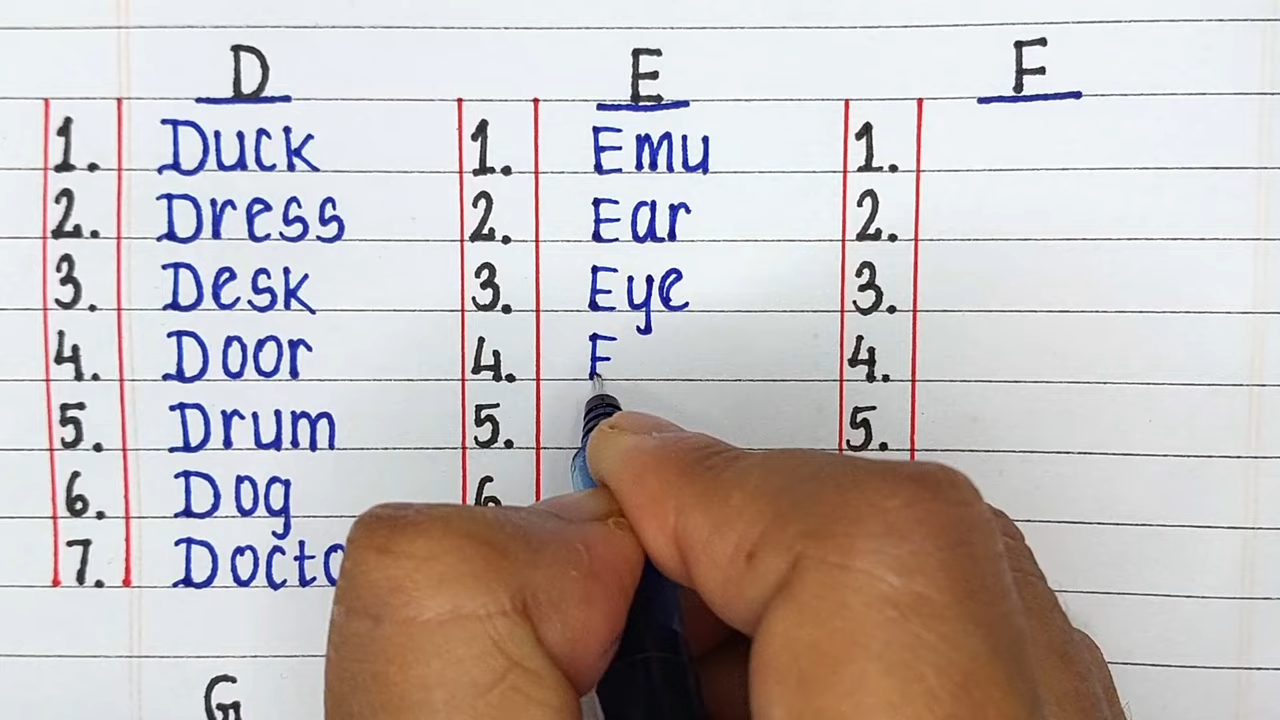 D E F
1. Duck 1. Emu 1.
2. Dress 2. Ear 2.
3. Desk 3. Eye 3.
4. Door 4. F 4.
5. Drum 5. 5.
6. Dog 6
7. Docto
G